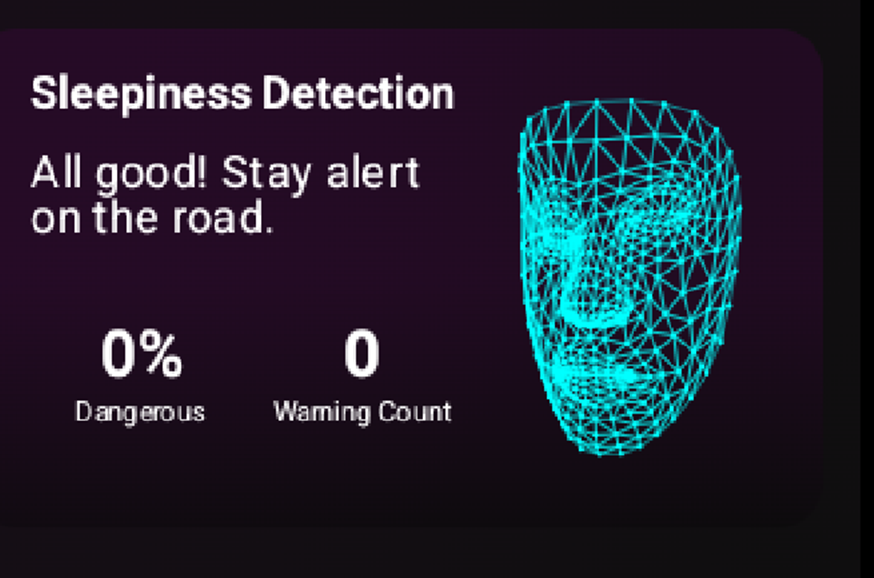 Sleepiness Detection
All good! Stay alert
on the road.
0%
0
Dangerous
Warning Count